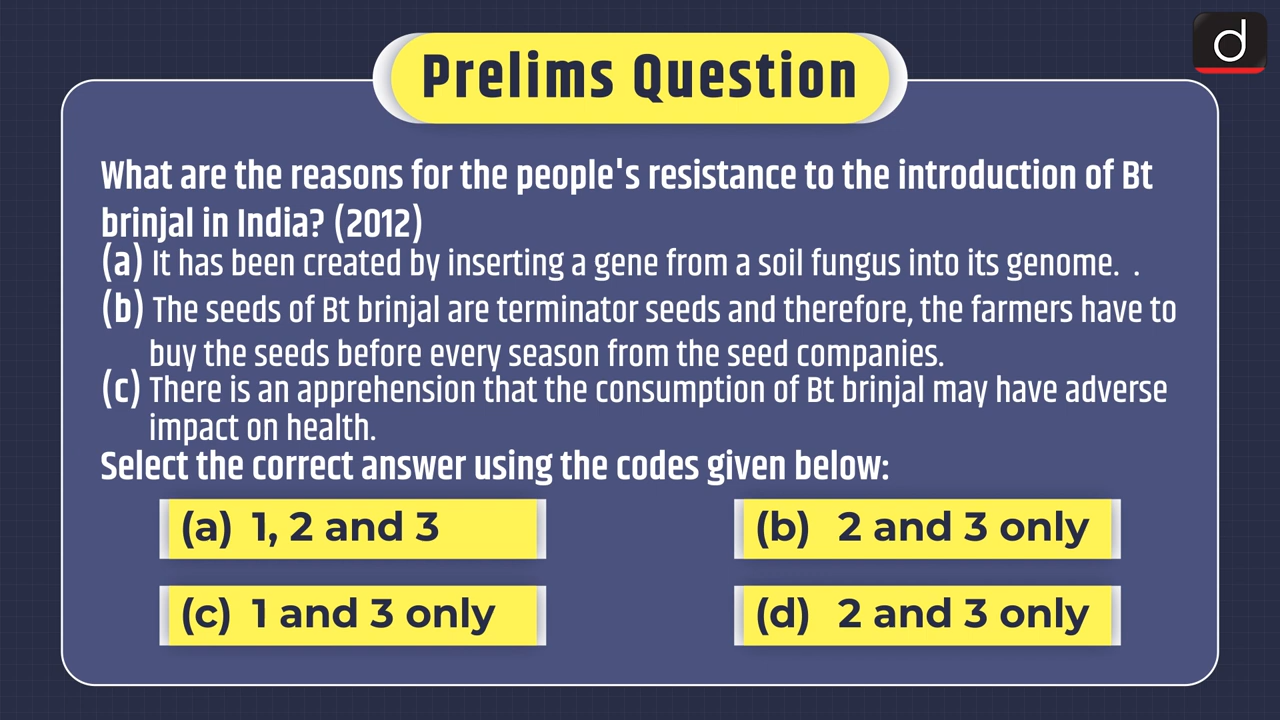 d
Prelims Question
What are the reasons for the people's resistance to the introduction of Bt
brinjal in India? (2012)
(a) It has been created by inserting a gene from a soil fungus into its genome. .
(b) The seeds of Bt brinjal are terminator seeds and therefore, the farmers have to
buy the seeds before every season from the seed companies.
(c) There is an apprehension that the consumption of Bt brinjal may have adverse
impact on health.
Select the correct answer using the codes given below:
(a) 1, 2 and 3
(b) 2 and 3 only
(c) 1 and 3 only
(d) 2 and 3 only